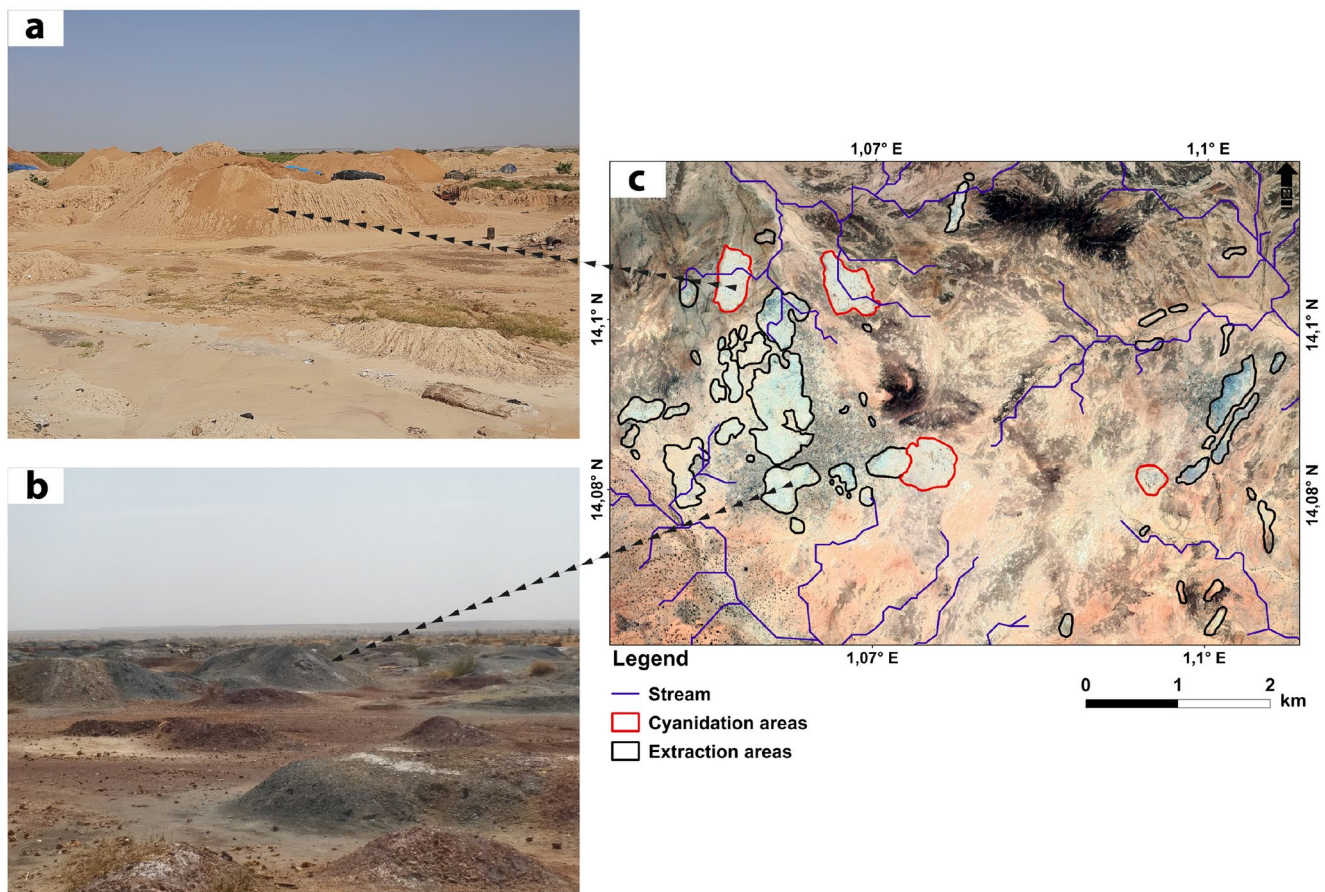 a
b
c
1,07° E
1,1° E
14,1° N
14,1° N
14,08° N
14,08° N
1,07° E
1,1° E
Legend
Stream
Cyanidation areas
Extraction areas
0 1 2
km